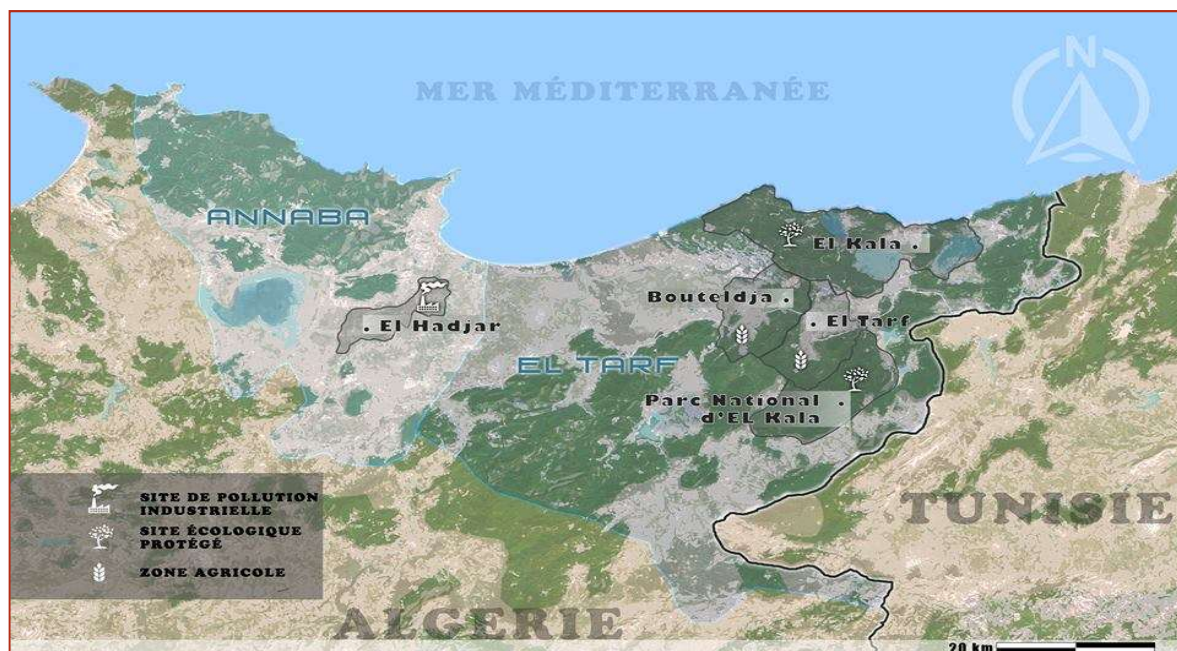 MER MÉDITERRANÉE
N
ANNABA
El Kala .
Bouteldja .
. El Hadjar
. El Tarf
EL TARF
Parc National .
d'EL Kala
SITE DE POLLUTION
INDUSTRIELLE
SITE ÉCOLOGIQUE
PROTÉGÉ
ZONE AGRICOLE
TUNISIE
ALGERIE
20 km